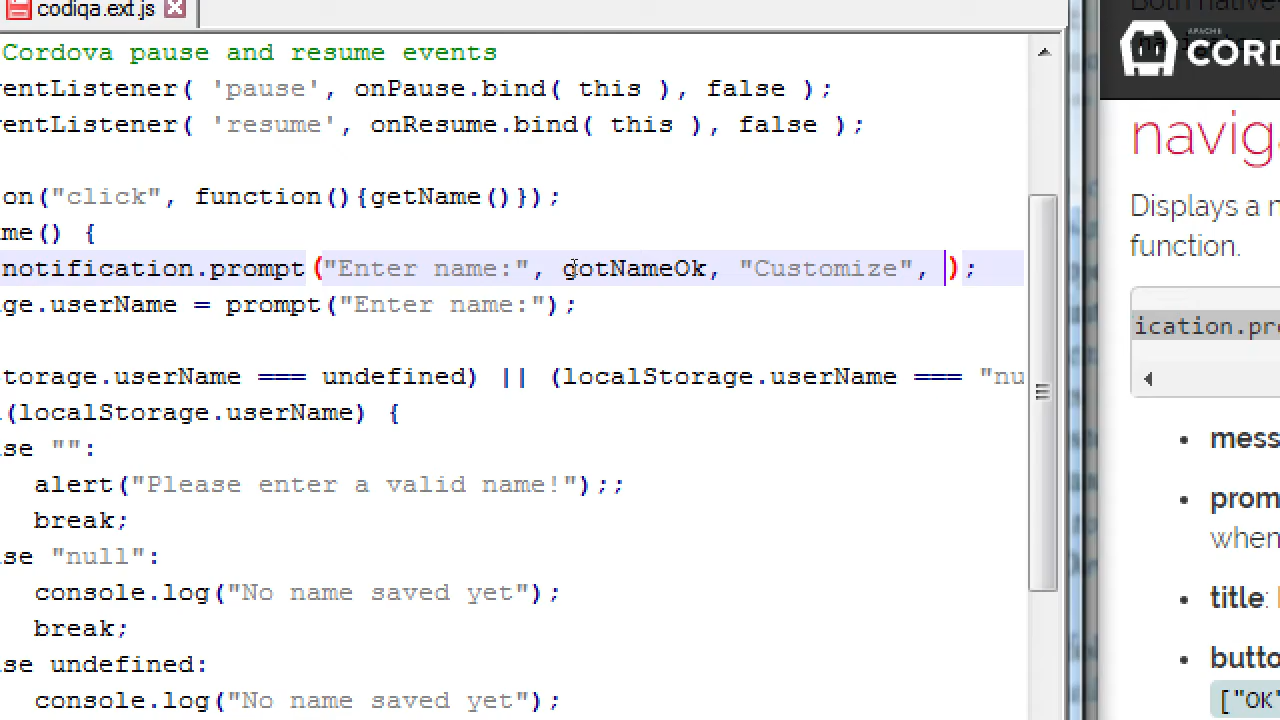 codiqa.ext.js
Cordova pause and resume events
entListener( 'pause', onPause.bind( this ), false );
entListener( 'resume', onResume.bind( this ), false );
on("click", function(){getName()});
me() {
notification.prompt("Enter name:", gotNameOk, "Customize", );
ge.userName = prompt("Enter name:");
torage.userName === undefined) || (localStorage.userName === "nu
(localStorage.userName) {
se "":
alert("Please enter a valid name!");;
break;
se "null":
console.log("No name saved yet");
break;
se undefined:
console.log("No name saved yet");
Both native
APACHE
CORD
naviga
Displays a n
function.
ication.pro
mess
prom
when
title:
butto
["OK"